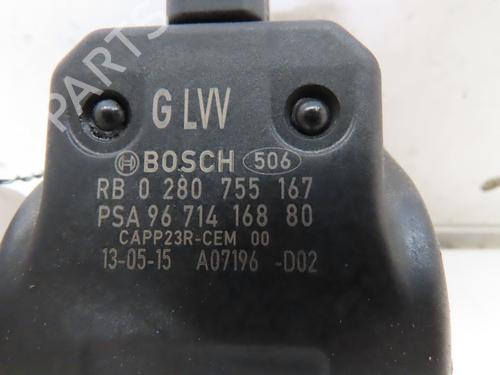 G LVV
BOSCH 506
RB 0 280 755 167
PSA 96 714 168 80
CAPP23R-CEM 00
13-05-15 A07196 -D02